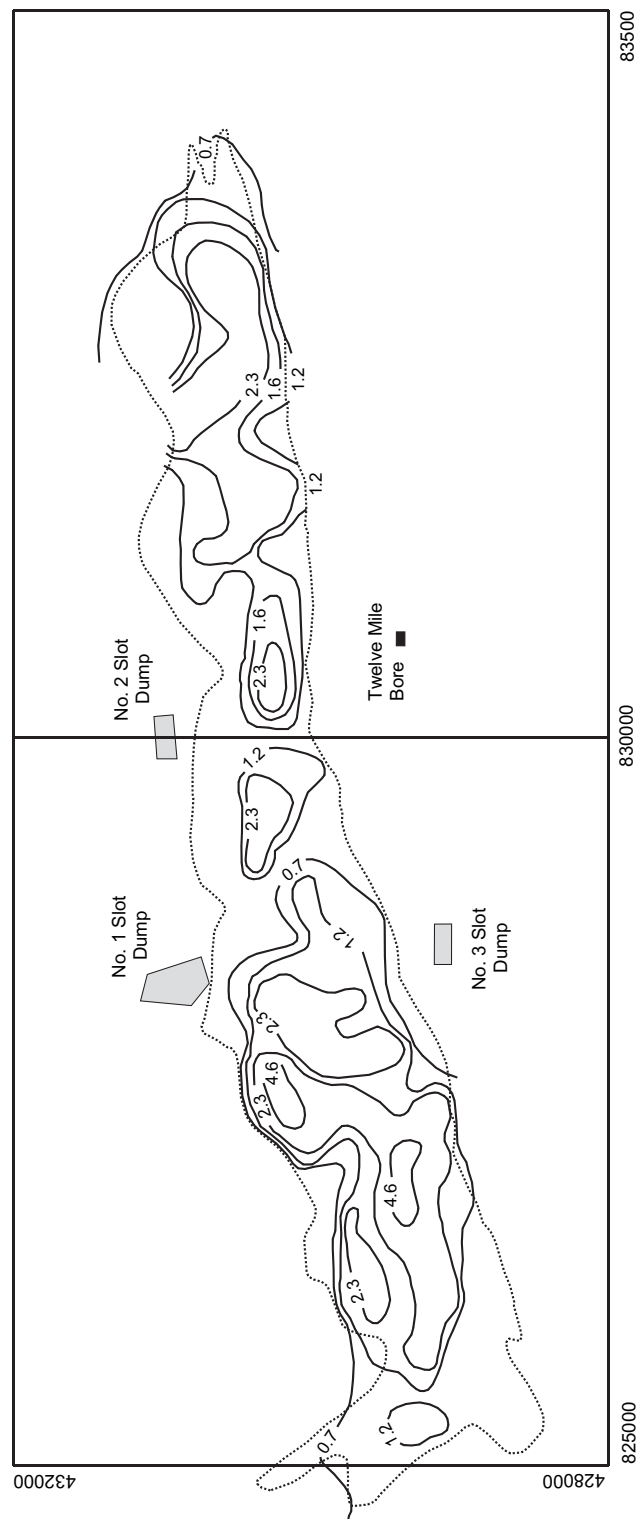 83500
0.7
2.3
1.6
1.2
1.2
1.6
2.3
No. 2 Slot
Dump
Twelve Mile
Bore
830000
1.2
2.3
0.7
1.2
No. 1 Slot
Dump
No. 3 Slot
Dump
2.3
4.6
2.3
4.6
2.3
1.2
0.7
432000
428000
825000